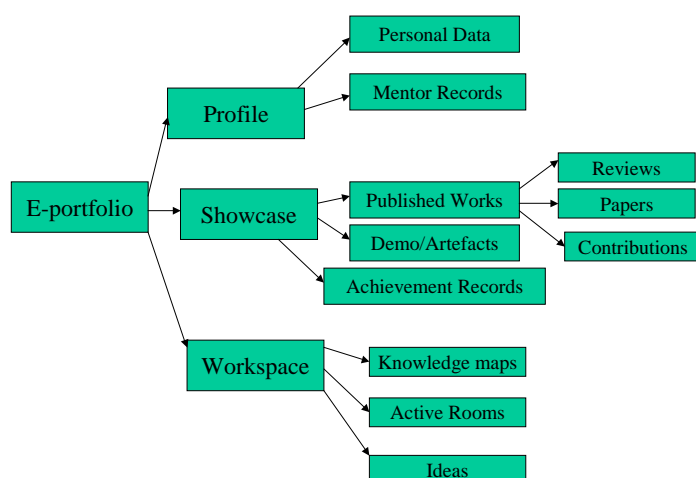 Personal Data
Mentor Records
Profile
Reviews
E-portfolio
Showcase
Published Works
Papers
Demo/Artefacts
Contributions
Achievement Records
Workspace
Knowledge maps
Active Rooms
Ideas